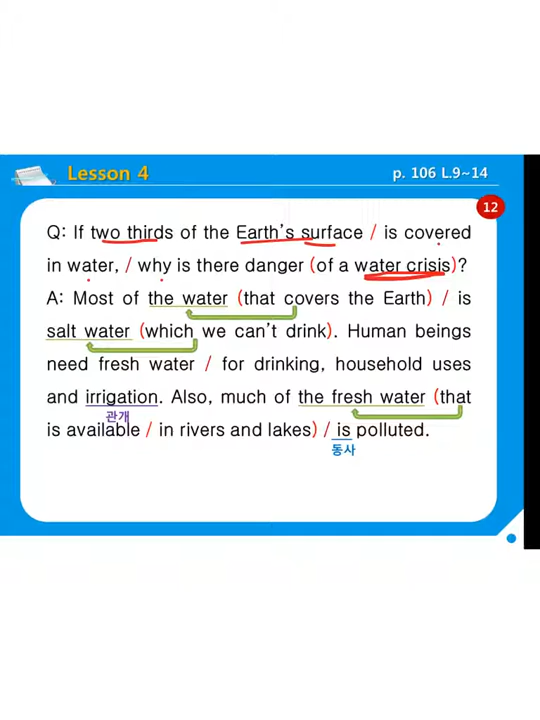 Lesson 4
p. 106 L.9~14
12
Q: If two thirds of the Earth's surface / is covered
in water, / why is there danger (of a water crisis)?
A: Most of the water (that covers the Earth) / is
salt water (which we can't drink). Human beings
need fresh water / for drinking, household uses
and irrigation. Also, much of the fresh water (that
관개
is available / in rivers and lakes) / is polluted.
동사